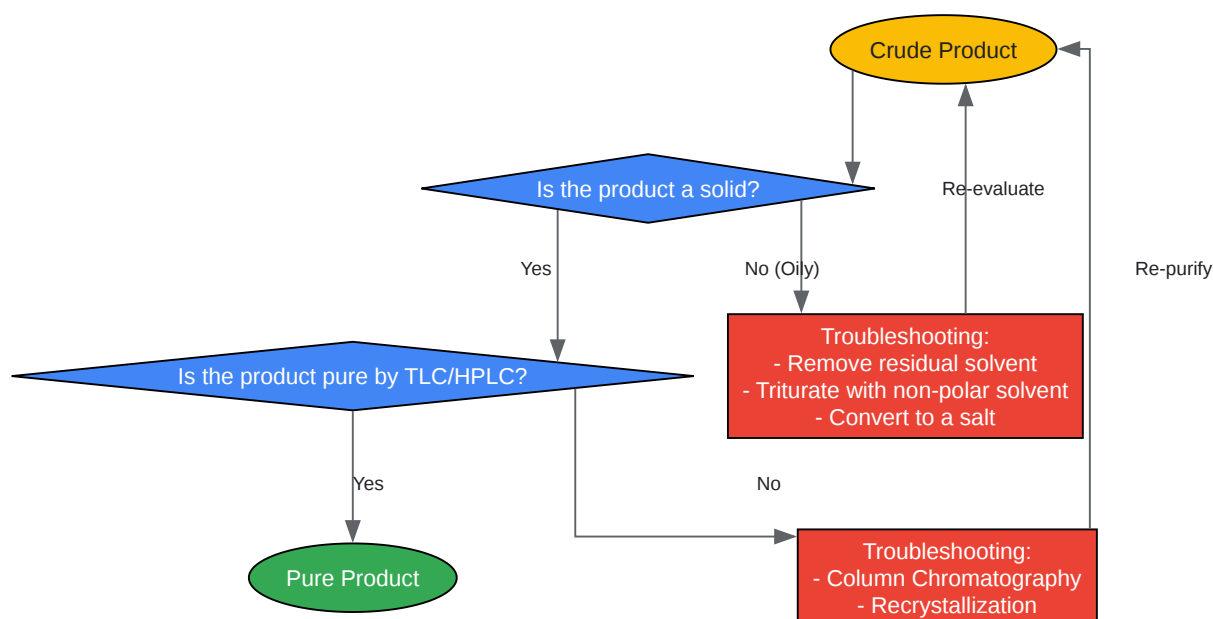 Crude Product
Is the product a solid?
Re-evaluate
Yes
No (Oily)
Re-purify
Troubleshooting:
- Remove residual solvent
- Triturate with non-polar solvent
- Convert to a salt
Is the product pure by TLC/HPLC?
Yes
No
Troubleshooting:
- Column Chromatography
- Recrystallization
Pure Product